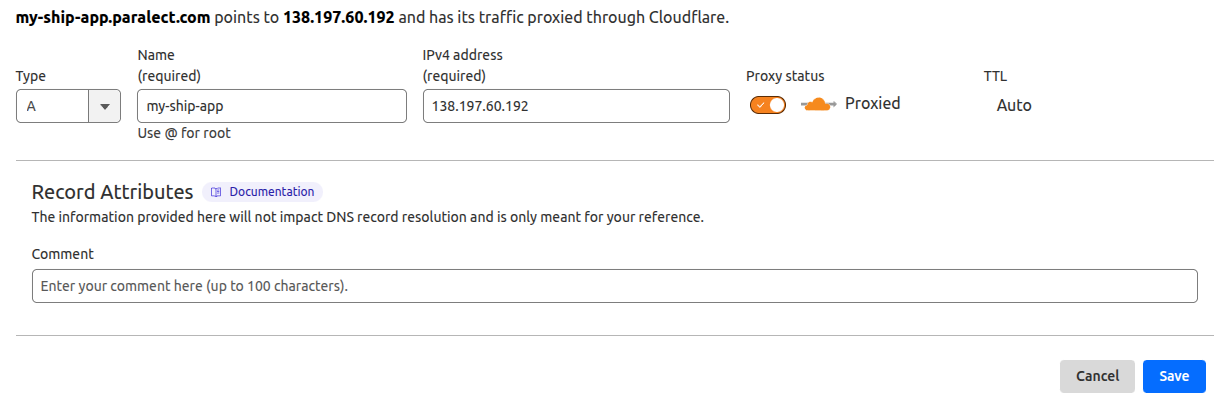 my-ship-app.paralect.com points to 138.197.60.192 and has its traffic proxied through Cloudflare.
Type
Name
(required)
IPv4 address
(required)
Proxy status
TTL
A
my-ship-app
138.197.60.192
Proxied
Auto
Use @ for root
Record Attributes
Documentation
The information provided here will not impact DNS record resolution and is only meant for your reference.
Comment
Enter your comment here (up to 100 characters).
Cancel
Save